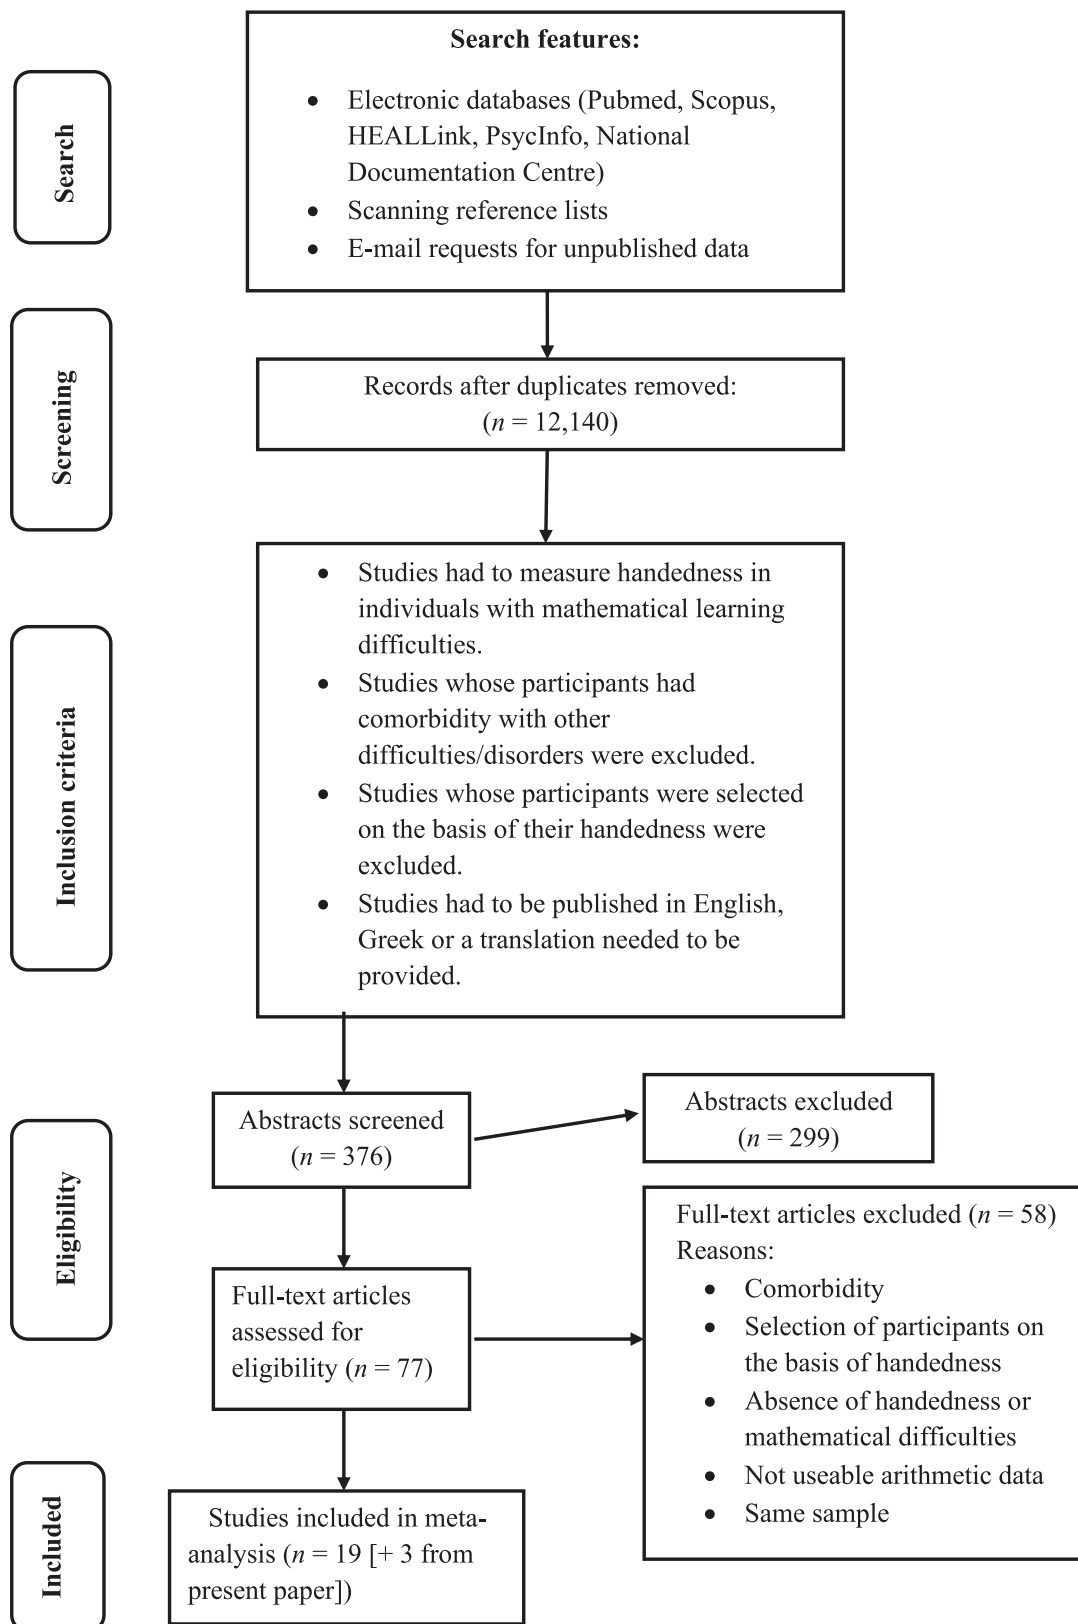 Search
Search features:
• Electronic databases (Pubmed, Scopus,
HEALLink, PsycInfo, National
Documentation Centre)
• Scanning reference lists
• E-mail requests for unpublished data
Screening
Records after duplicates removed:
(n = 12,140)
Inclusion criteria
• Studies had to measure handedness in
individuals with mathematical learning
difficulties.
• Studies whose participants had
comorbidity with other
difficulties/disorders were excluded.
• Studies whose participants were selected
on the basis of their handedness were
excluded.
• Studies had to be published in English,
Greek or a translation needed to be
provided.
Eligibility
Abstracts screened
(n = 376)
Abstracts excluded
(n = 299)
Full-text articles
assessed for
eligibility (n = 77)
Full-text articles excluded (n = 58)
Reasons:
• Comorbidity
• Selection of participants on
the basis of handedness
• Absence of handedness or
mathematical difficulties
• Not useable arithmetic data
• Same sample
Included
Studies included in meta-
analysis (n = 19 [+ 3 from
present paper])